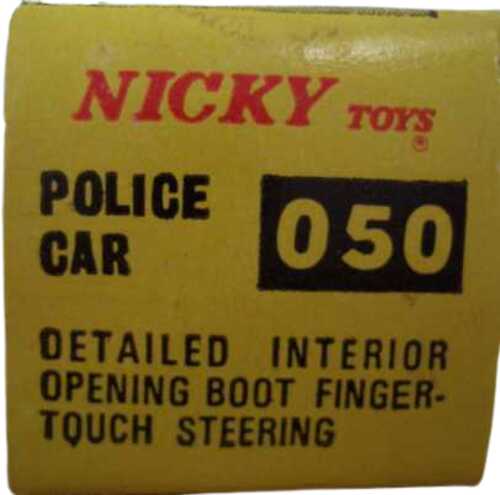 NICKY TOYS
®
POLICE
CAR
050
DETAILED INTERIOR
OPENING BOOT FINGER-
TOUCH STEERING